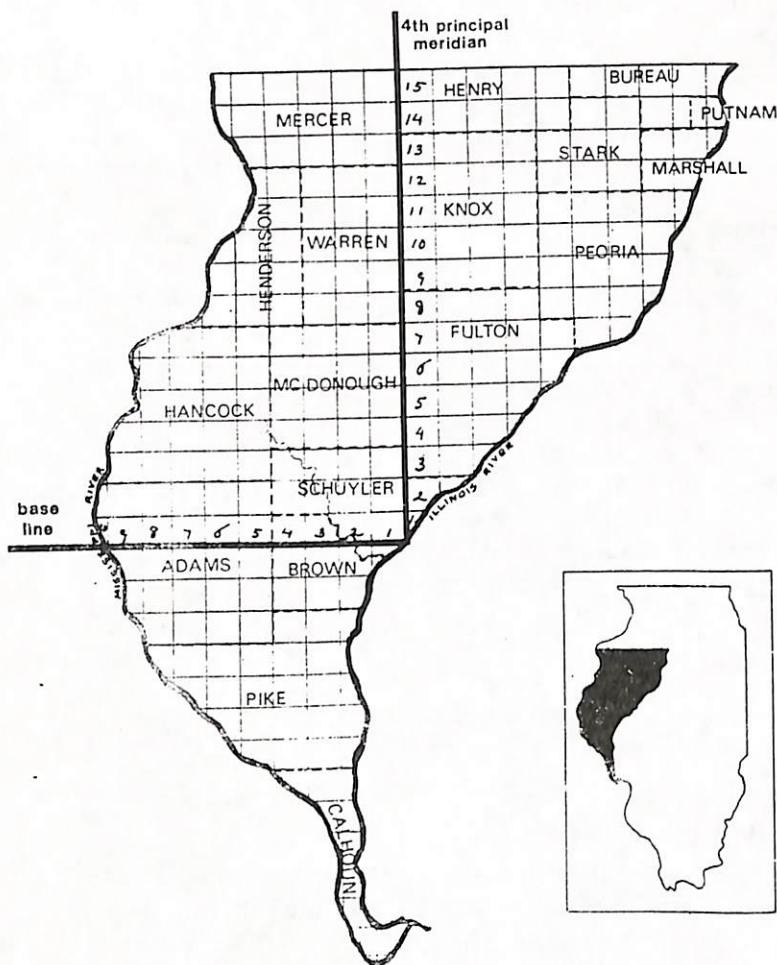 4th principal
meridian
15 HENRY BUREAU
MERCER 14 PUTNAM
13 STARK
12 MARSHALL
11 KNOX
HENDERSON
WARREN 10 PEORIA
9
8
7 FULTON
6
MC DONOUGH
5
HANCOCK
4
3
SCHUYLER 2
ILLINOIS RIVER
1
base
line
9 8 7 6 5 4 3 2 1
MISSISSIPPI RIVER
ADAMS BROWN
PIKE
CALHOUN